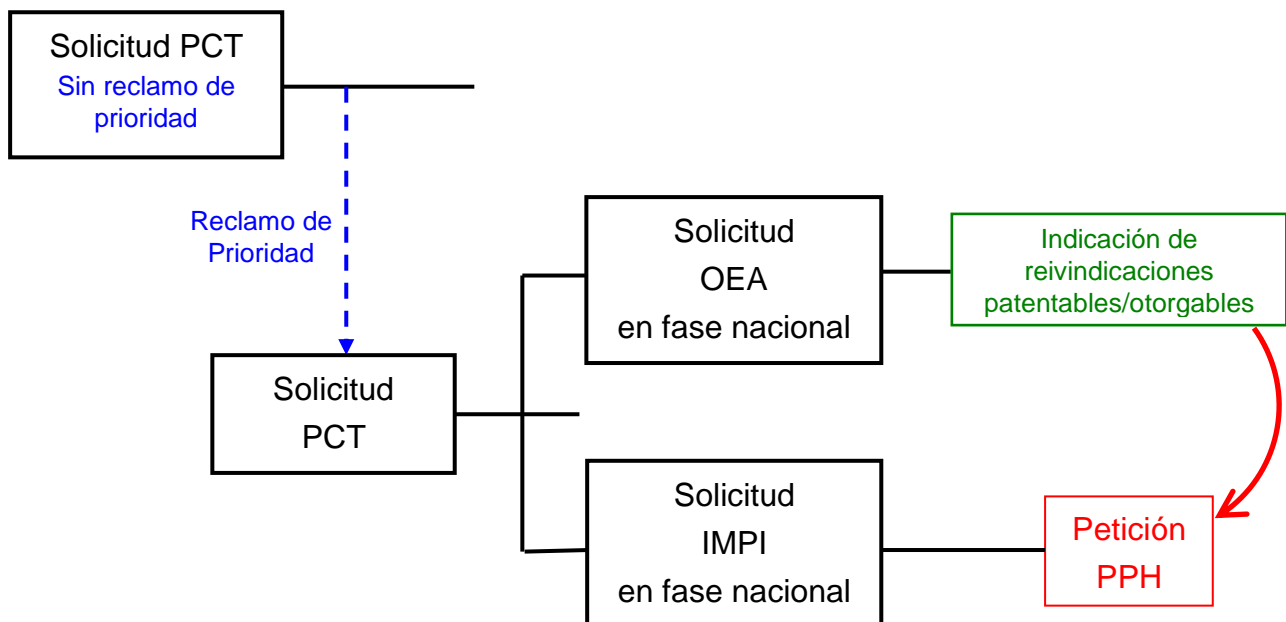 Solicitud PCT
Sin reclamo de
prioridad
Reclamo de
Prioridad
Solicitud
OEA
en fase nacional
Indicación de
reivindicaciones
patentables/otorgables
Solicitud
PCT
Solicitud
IMPI
en fase nacional
Petición
PPH